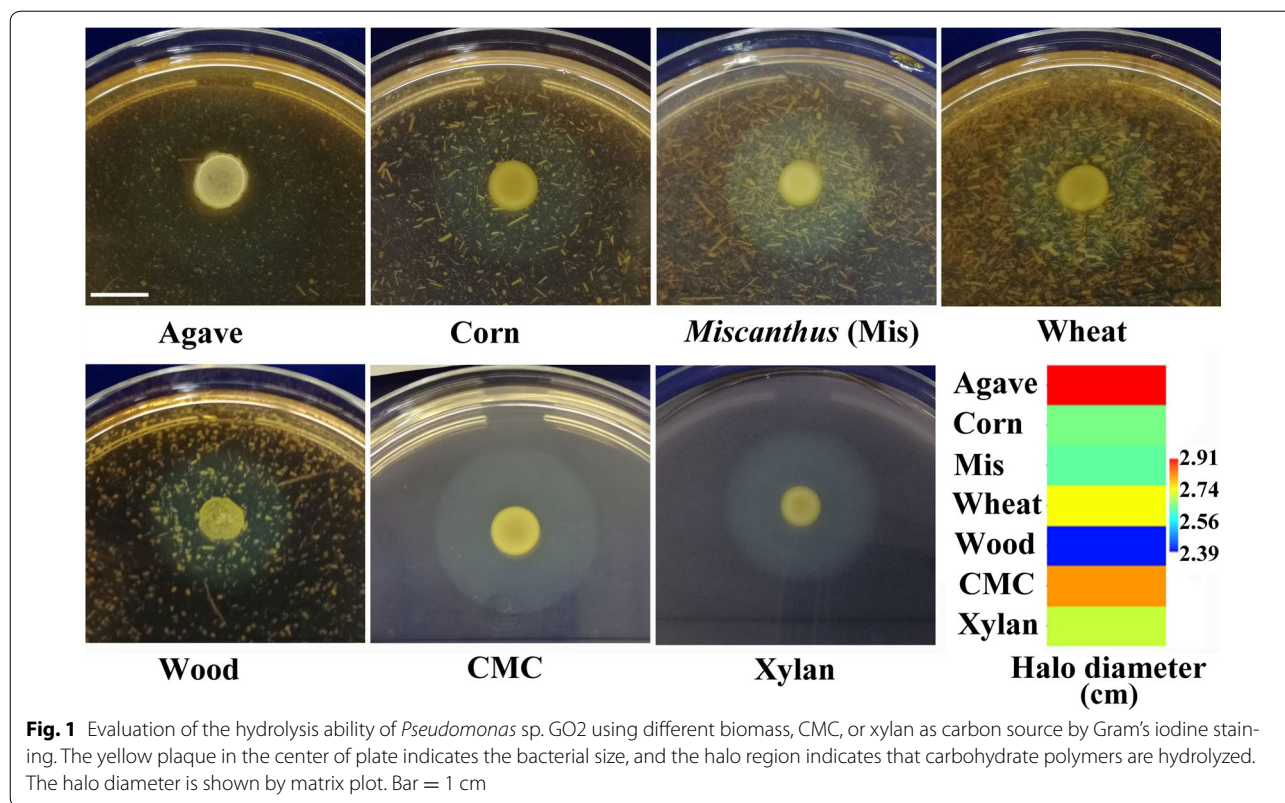 Agave
Corn
Miscanthus (Mis)
Wheat
Wood
CMC
Xylan
Agave
Corn
Mis
Wheat
Wood
CMC
Xylan
2.91
2.74
2.56
2.39
Halo diameter
(cm)
Fig. 1 Evaluation of the hydrolysis ability of Pseudomonas sp. GO2 using different biomass, CMC, or xylan as carbon source by Gram's iodine stain-
ing. The yellow plaque in the center of plate indicates the bacterial size, and the halo region indicates that carbohydrate polymers are hydrolyzed.
The halo diameter is shown by matrix plot. Bar = 1 cm